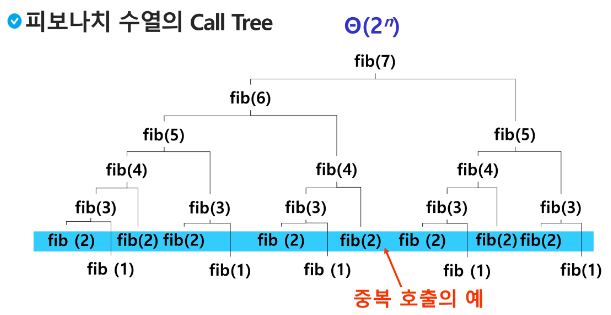 피보나치 수열의 Call Tree
Θ(2ⁿ)
fib(7)
fib(6)
fib(5) fib(5)
fib(4) fib(4) fib(4)
fib(3) fib(3) fib(3) fib(3) fib(3)
fib (2) fib(2) fib(2) fib (2) fib(2) fib (2) fib(2) fib(2)
fib (1) fib(1) fib (1) fib (1) fib(1)
중복 호출의 예